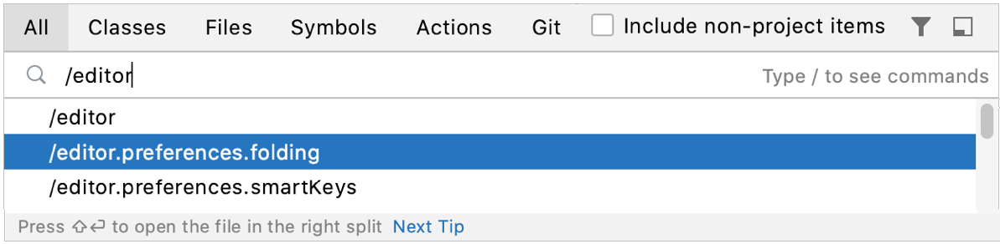 All Classes Files Symbols Actions Git Include non-project items
/editor Type / to see commands
/editor
/editor.preferences.folding
/editor.preferences.smartKeys
Press ⇧⏎ to open the file in the right split Next Tip